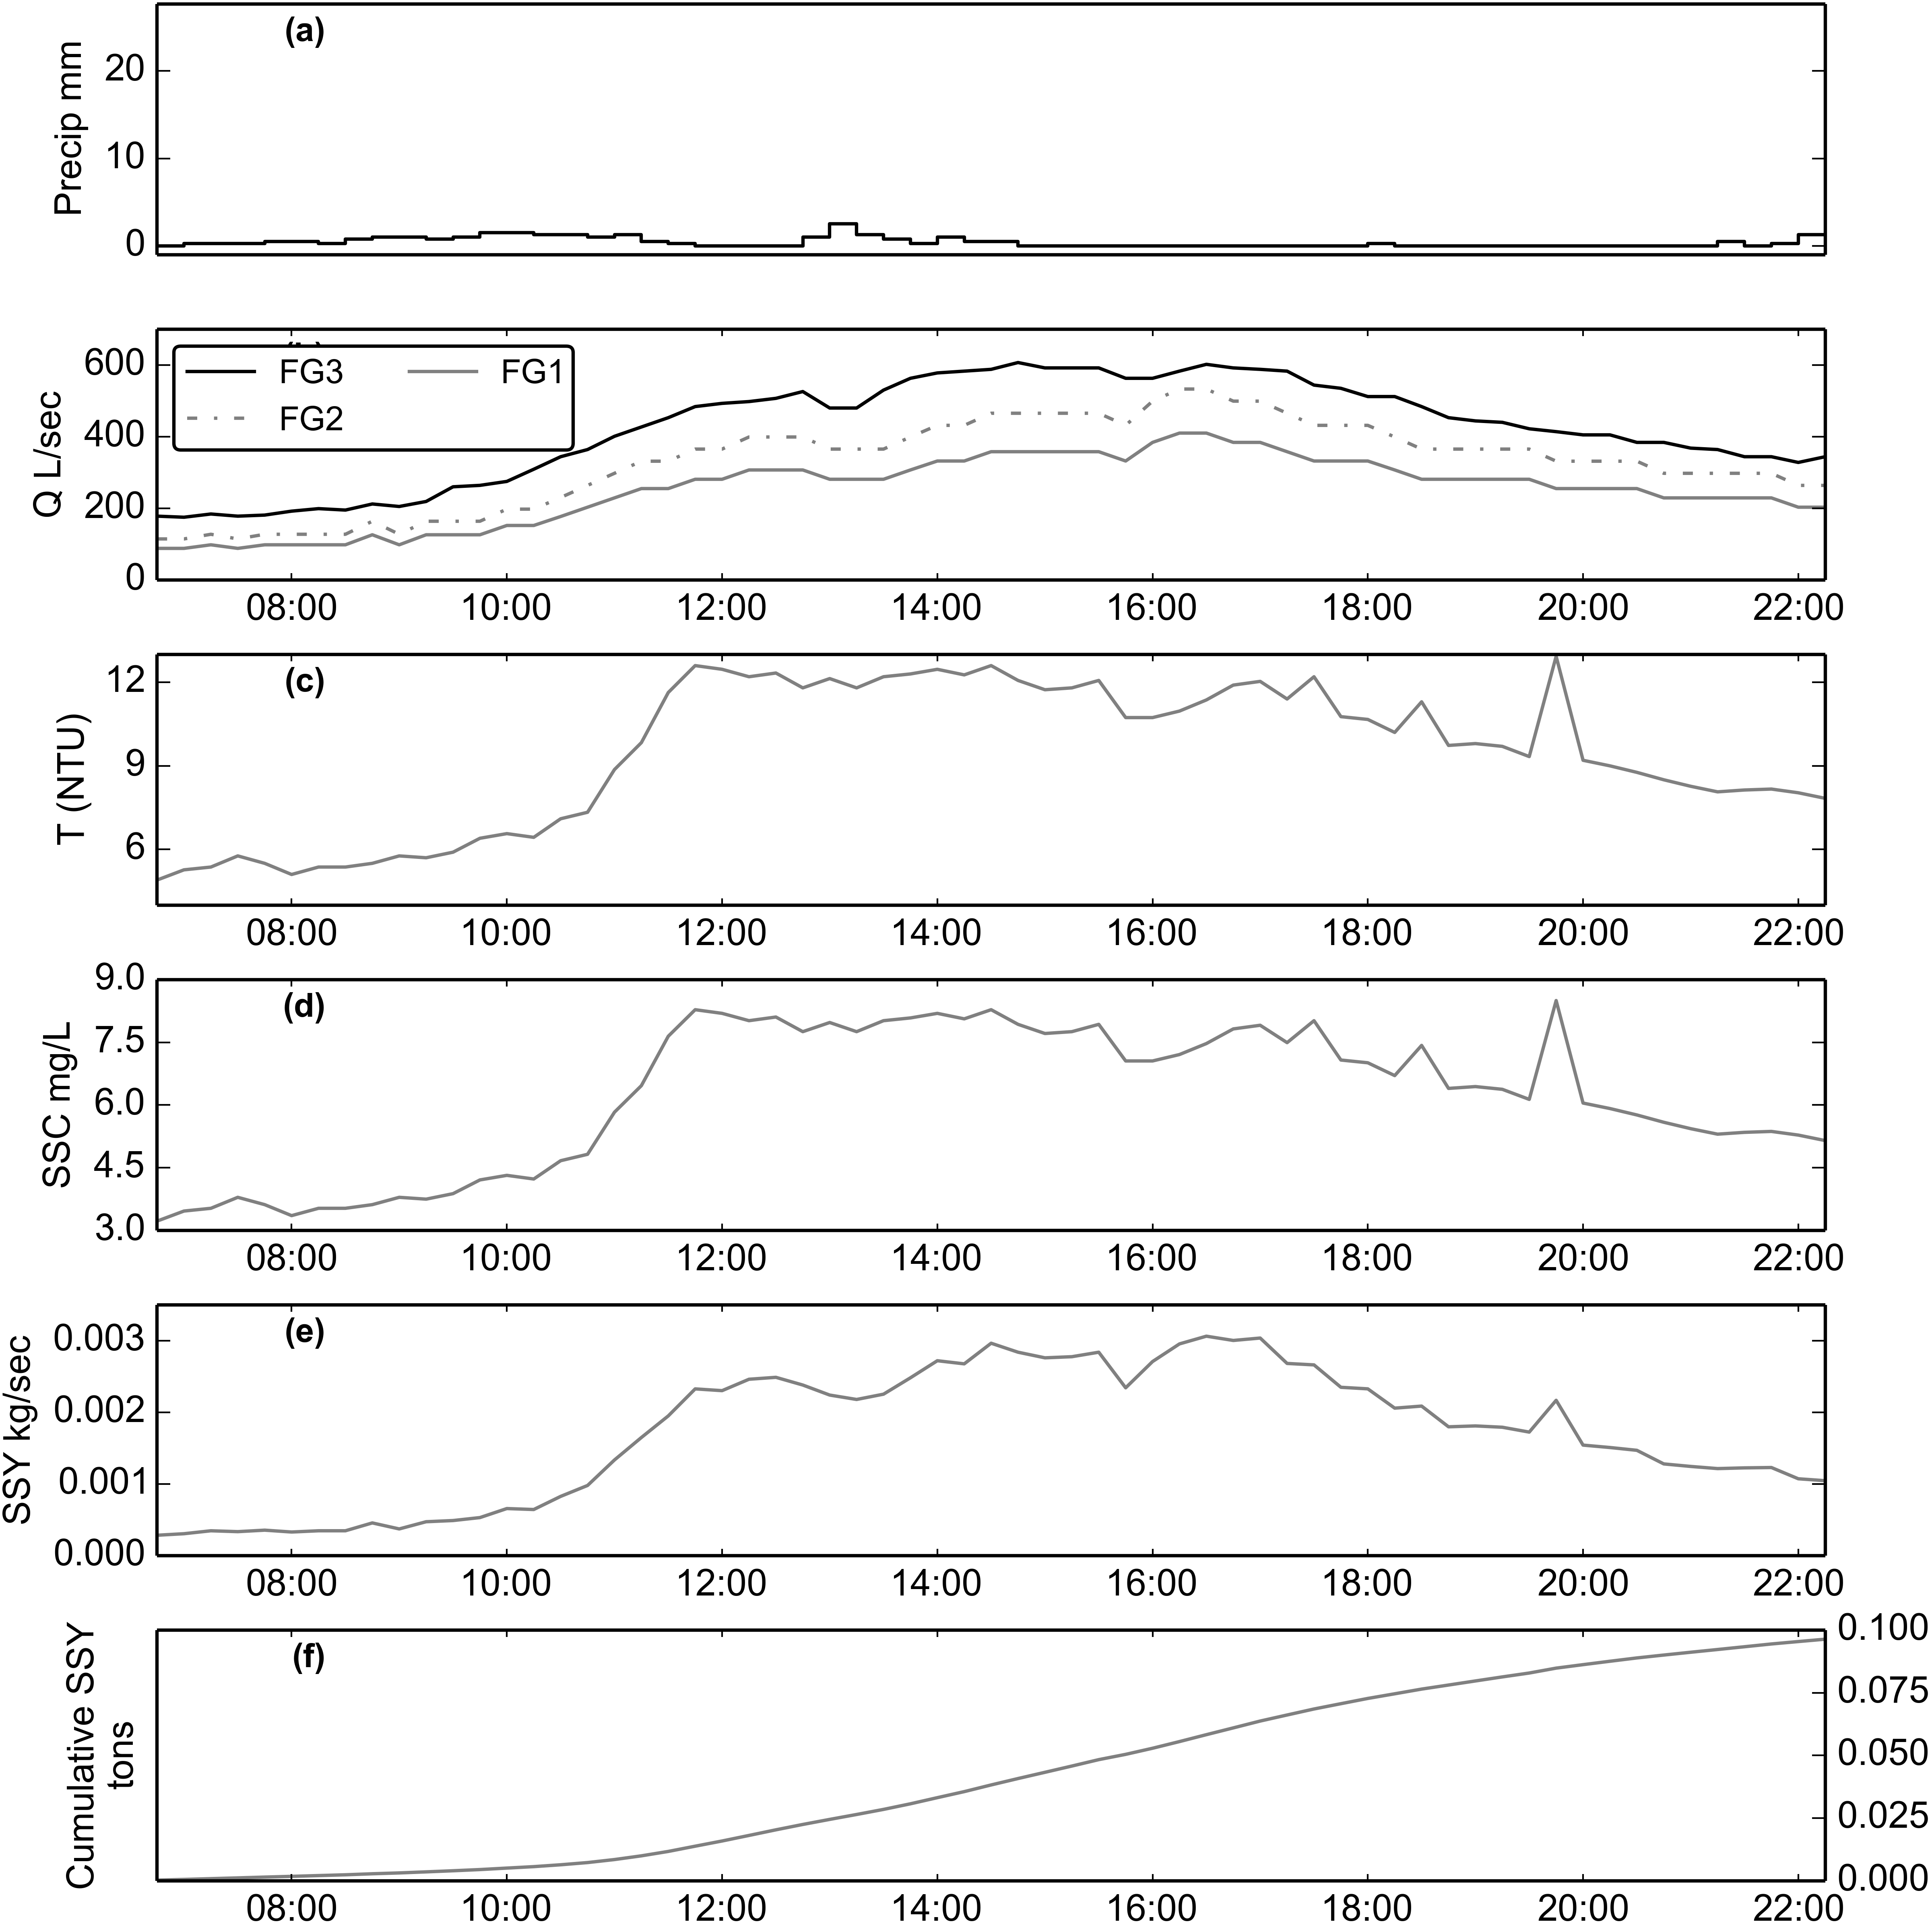 (a)
Precip mm
20
10
0
Q L/sec
600
400
200
0
FG3 FG1
FG2
08:00 10:00 12:00 14:00 16:00 18:00 20:00 22:00
(c)
T (NTU)
12
9
6
08:00 10:00 12:00 14:00 16:00 18:00 20:00 22:00
(d)
SSC mg/L
9.0
7.5
6.0
4.5
3.0
08:00 10:00 12:00 14:00 16:00 18:00 20:00 22:00
(e)
SSY kg/sec
0.003
0.002
0.001
0.000
08:00 10:00 12:00 14:00 16:00 18:00 20:00 22:00
(f)
Cumulative SSY
tons
0.100
0.075
0.050
0.025
0.000
08:00 10:00 12:00 14:00 16:00 18:00 20:00 22:00